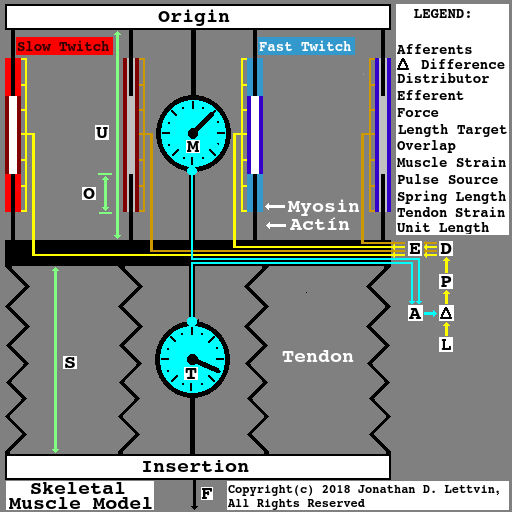 Origin
LEGEND:
Slow Twitch
Fast Twitch
Afferents
Δ Difference
Distributor
Efferent
Force
Length Target
Overlap
Muscle Strain
Pulse Source
Spring Length
Tendon Strain
Unit Length
U
M
O
Myosin
Actín
E
D
P
A
Δ
L
S
T
Tendon
Insertion
Skeletal
Muscle Model
F
Copyright(c) 2018 Jonathan D. Lettvin,
All Rights Reserved